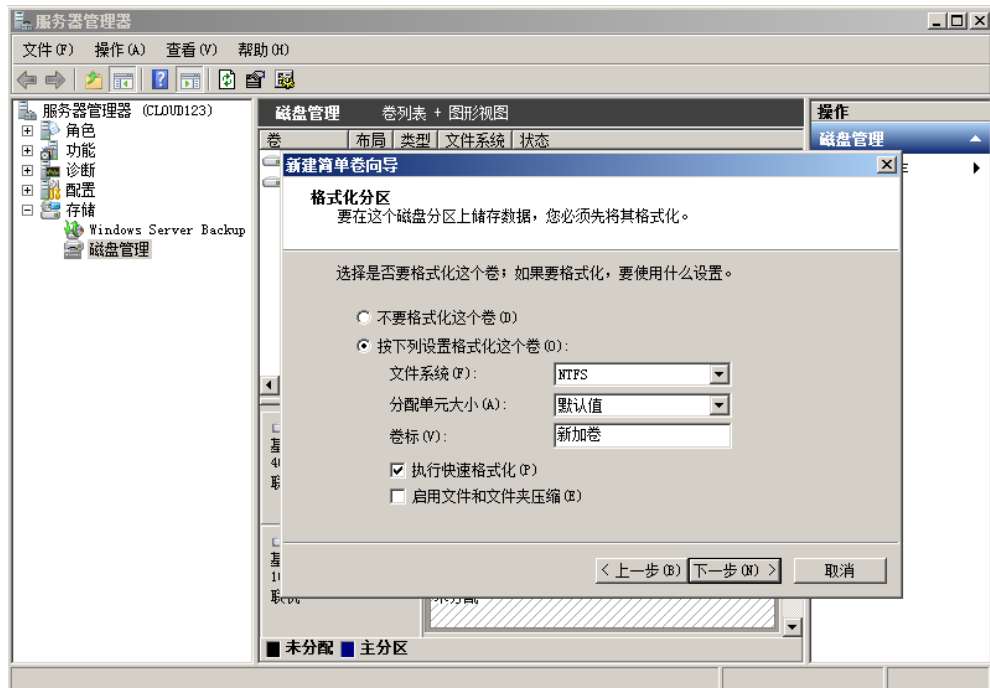 服务器管理器
文件(F) 操作(A) 查看(V) 帮助(H)
服务器管理器 (CLOUD123)
角色
功能
诊断
配置
存储
Windows Server Backup
磁盘管理
磁盘管理 卷列表 + 图形视图
卷 布局 类型 文件系统 状态
操作
磁盘管理
新建简单卷向导
格式化分区
要在这个磁盘分区上储存数据，您必须先将其格式化。
选择是否要格式化这个卷；如果要格式化，要使用什么设置。
不要格式化这个卷(D)
按下列设置格式化这个卷(O):
文件系统(F): NTFS
分配单元大小(A): 默认值
卷标(V): 新加卷
执行快速格式化(P)
启用文件和文件夹压缩(E)
< 上一步(B) 下一步(N) > 取消
基
联
基
未分配 主分区